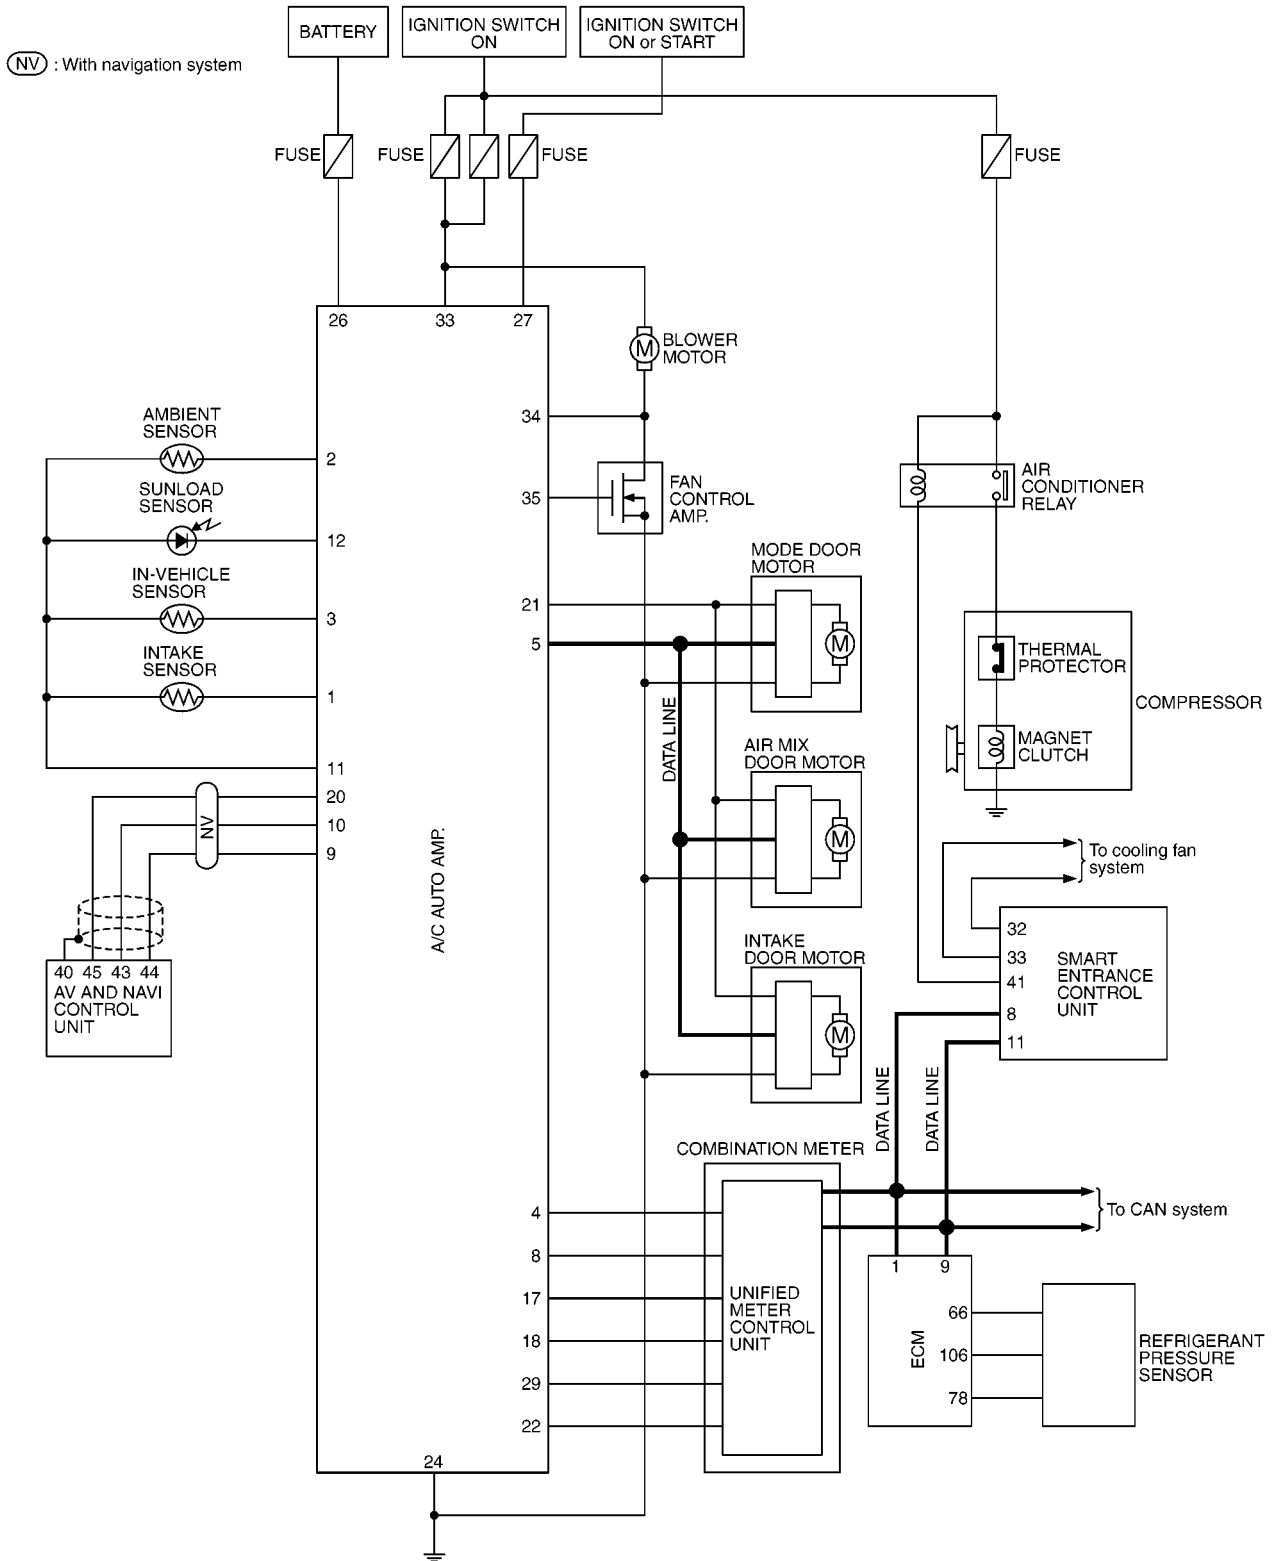 BATTERY
IGNITION SWITCH
ON
IGNITION SWITCH
ON or START
NV : With navigation system
FUSE
FUSE
FUSE
FUSE
26
33
27
BLOWER
MOTOR
M
34
AMBIENT
SENSOR
2
35
FAN
CONTROL
AMP.
AIR
CONDITIONER
RELAY
SUNLOAD
SENSOR
12
IN-VEHICLE
SENSOR
3
MODE DOOR
MOTOR
M
21
5
THERMAL
PROTECTOR
INTAKE
SENSOR
1
COMPRESSOR
DATA LINE
MAGNET
CLUTCH
AIR MIX
DOOR MOTOR
M
11
20
10
9
NV
A/C AUTO AMP.
To cooling fan
system
INTAKE
DOOR MOTOR
M
40 45 43 44
AV AND NAVI
CONTROL
UNIT
32
33
41
8
11
SMART
ENTRANCE
CONTROL
UNIT
DATA LINE
DATA LINE
COMBINATION METER
To CAN system
4
8
17
18
29
22
UNIFIED
METER
CONTROL
UNIT
1
9
66
106
78
ECM
REFRIGERANT
PRESSURE
SENSOR
24